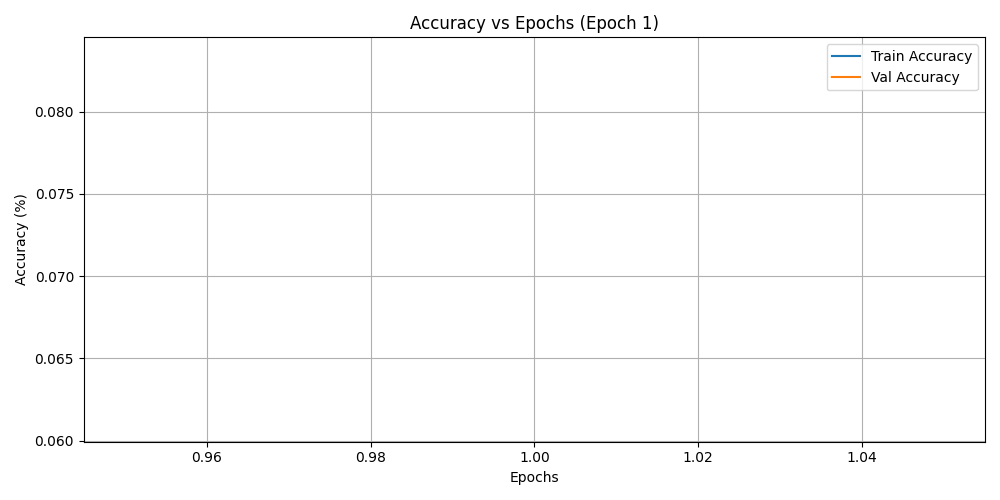 Accuracy vs Epochs (Epoch 1)
Train Accuracy
Val Accuracy
Accuracy (%)
0.080
0.075
0.070
0.065
0.060
0.96
0.98
1.00
1.02
1.04
Epochs